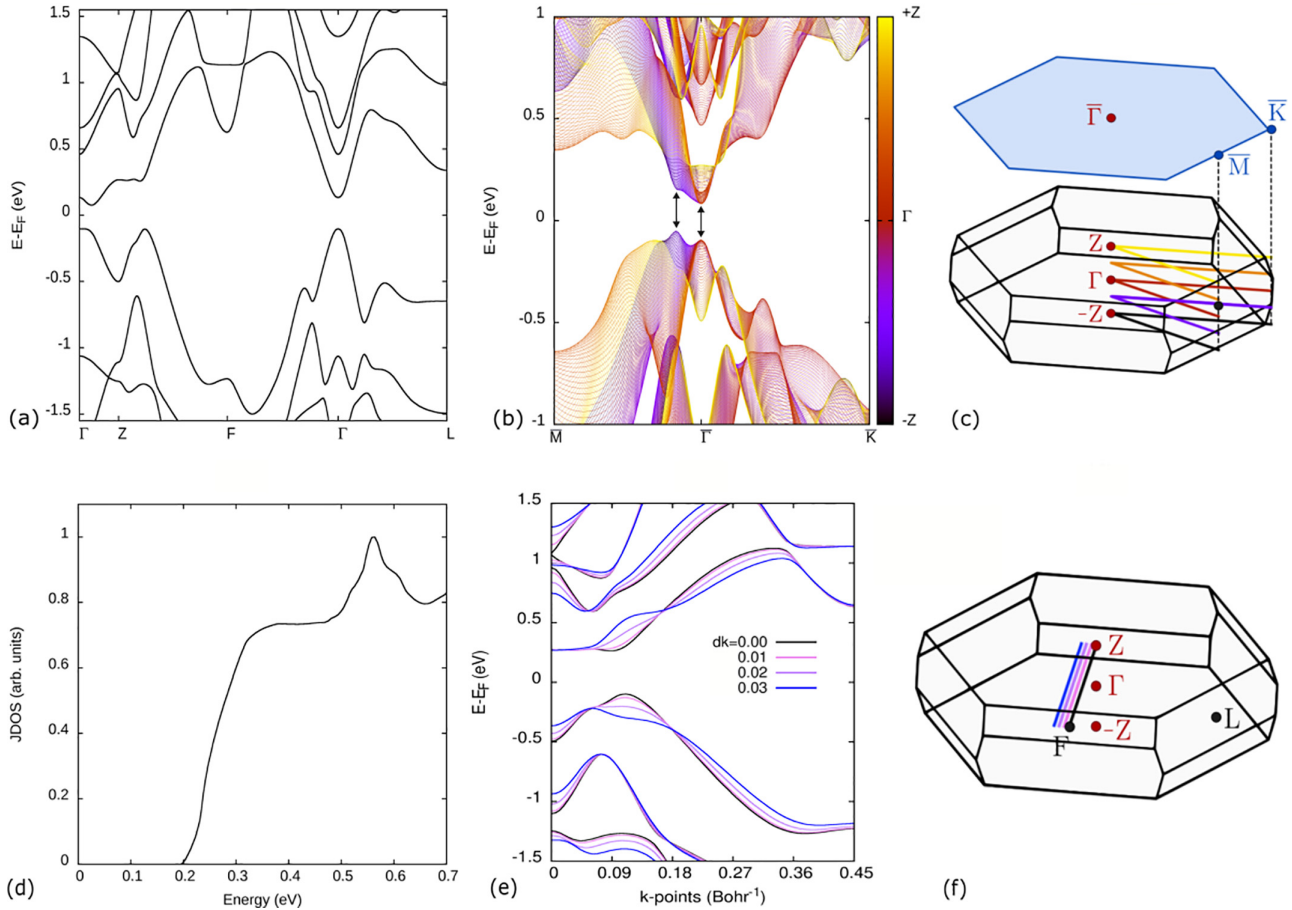 1.5
1
0.5
0
-0.5
-1
-1.5
E-E_F (eV)
Γ
Z
F
Γ
L
(a)
1
0.5
0
-0.5
-1
E-E_F (eV)
M̅
Γ̅
K̅
(b)
+Z
Γ
-Z
Γ̅
K̅
M̅
Z
Γ
-Z
(c)
1
0.8
0.6
0.4
0.2
0
JDOS (arb. units)
0 0.1 0.2 0.3 0.4 0.5 0.6 0.7
Energy (eV)
(d)
1.5
1
0.5
0
-0.5
-1
-1.5
E-E_F (eV)
dk=0.00
0.01
0.02
0.03
0 0.09 0.18 0.27 0.36 0.45
k-points (Bohr⁻¹)
(e)
Z
Γ
-Z
F
L
(f)